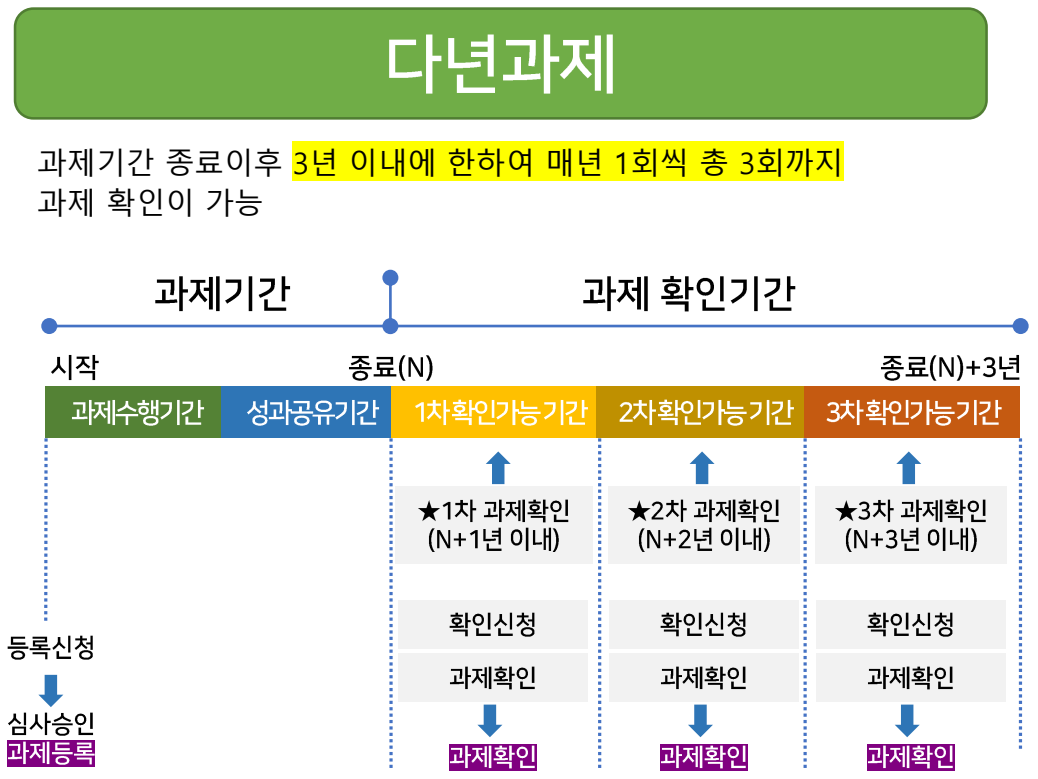 다년과제
과제기간 종료이후 3년 이내에 한하여 매년 1회씩 총 3회까지
과제 확인이 가능
과제기간
과제 확인기간
시작
종료(N)
종료(N)+3년
과제수행기간
성과공유기간
1차 확인가능 기간
2차 확인가능 기간
3차 확인가능 기간
★1차 과제확인
(N+1년 이내)
★2차 과제확인
(N+2년 이내)
★3차 과제확인
(N+3년 이내)
확인신청
확인신청
확인신청
등록신청
과제확인
과제확인
과제확인
심사승인
과제등록
과제확인
과제확인
과제확인